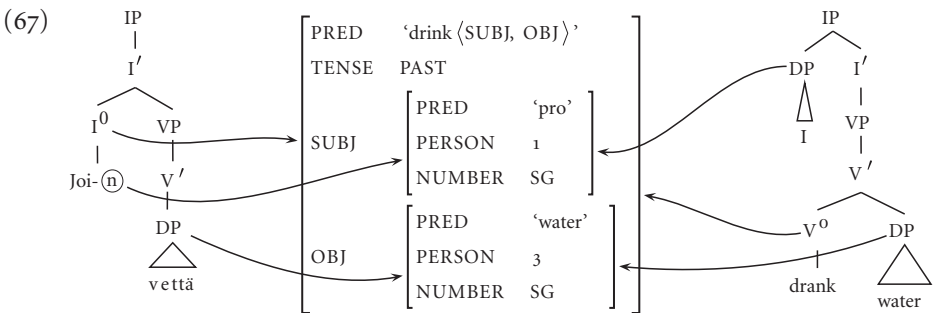 (67)
IP
I′
I⁰ VP
Joi- n V′
DP
vettä
PRED ‘drink⟨SUBJ, OBJ⟩’
TENSE PAST
SUBJ
PRED ‘pro’
PERSON 1
NUMBER SG
OBJ
PRED ‘water’
PERSON 3
NUMBER SG
IP
DP I′
I VP
V′
V⁰ DP
drank water